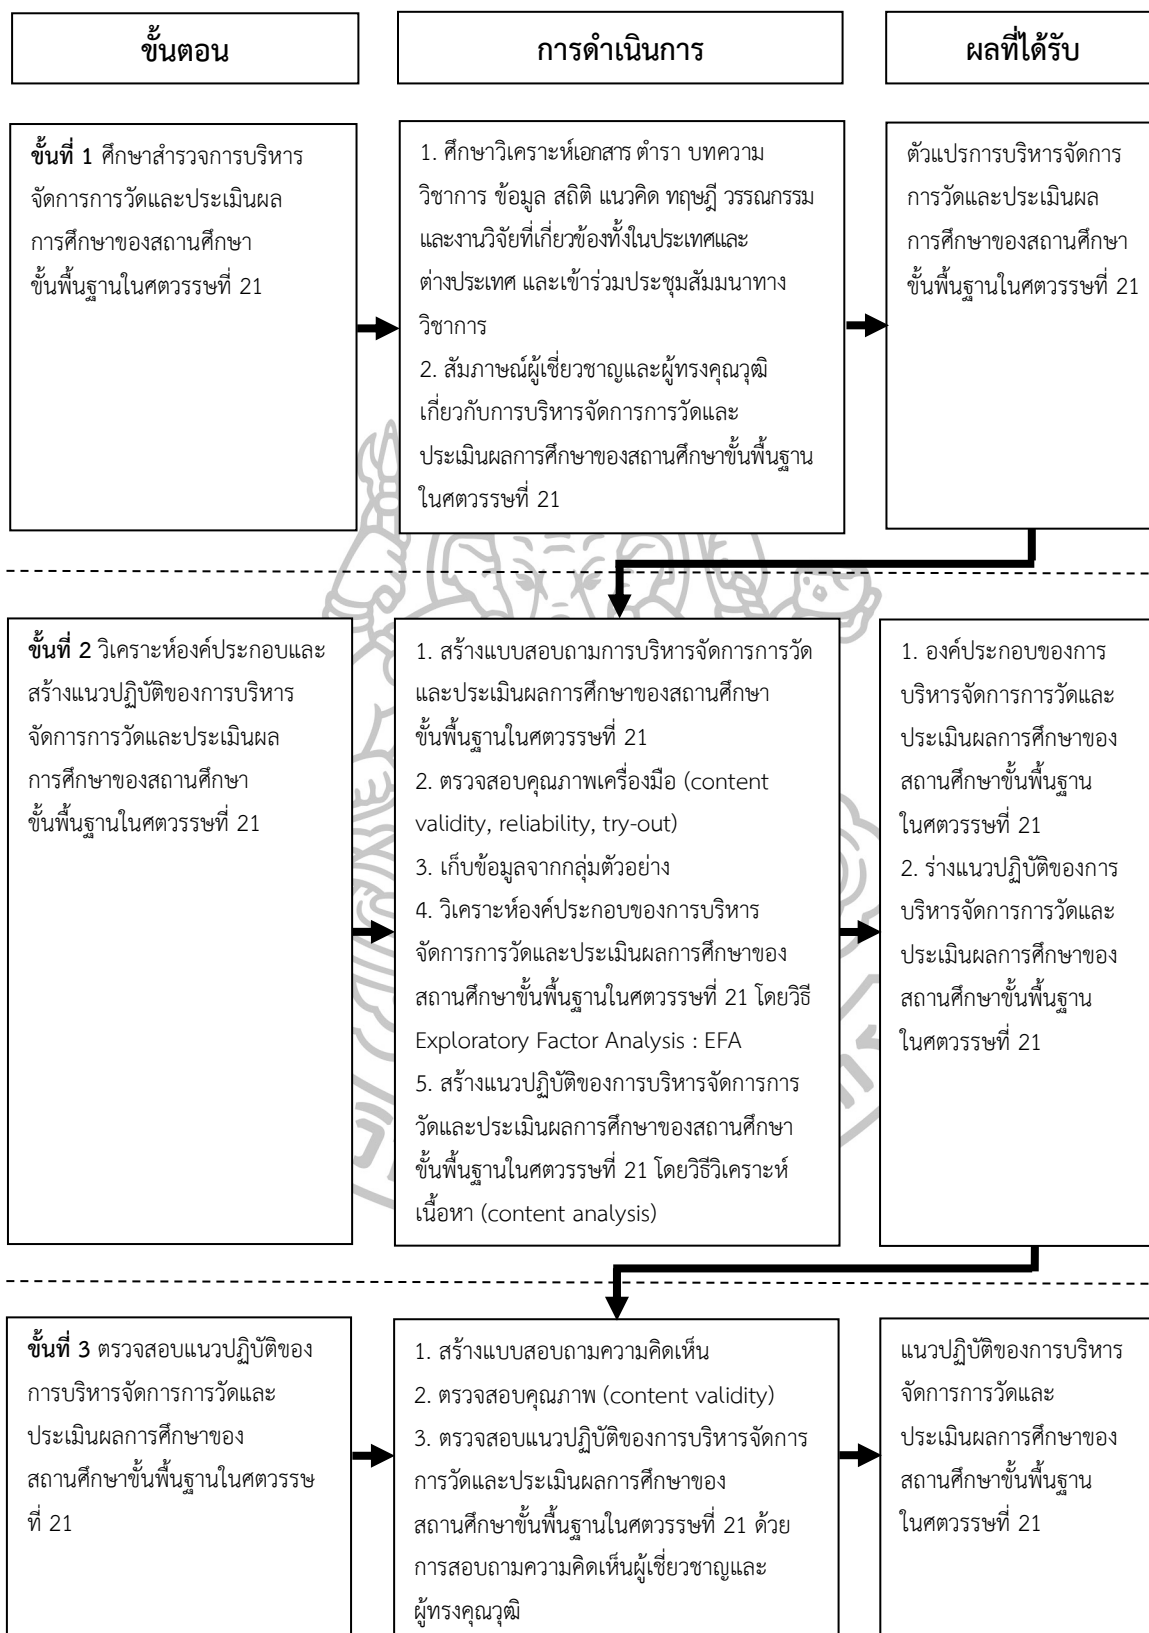 ขั้นตอน
การดำเนินการ
ผลที่ได้รับ
ขั้นที่ 1 ศึกษาสำรวจการบริหาร
จัดการการวัดและประเมินผล
การศึกษาของสถานศึกษา
ขั้นพื้นฐานในศตวรรษที่ 21
1. ศึกษาวิเคราะห์เอกสาร ตำรา บทความ
วิชาการ ข้อมูล สถิติ แนวคิด ทฤษฎี วรรณกรรม
และงานวิจัยที่เกี่ยวข้องทั้งในประเทศและ
ต่างประเทศ และเข้าร่วมประชุมสัมมนาทาง
วิชาการ
2. สัมภาษณ์ผู้เชี่ยวชาญและผู้ทรงคุณวุฒิ
เกี่ยวกับการบริหารจัดการการวัดและ
ประเมินผลการศึกษาของสถานศึกษาขั้นพื้นฐาน
ในศตวรรษที่ 21
ตัวแปรการบริหารจัดการ
การวัดและประเมินผล
การศึกษาของสถานศึกษา
ขั้นพื้นฐานในศตวรรษที่ 21
ขั้นที่ 2 วิเคราะห์องค์ประกอบและ
สร้างแนวปฏิบัติของการบริหาร
จัดการการวัดและประเมินผล
การศึกษาของสถานศึกษา
ขั้นพื้นฐานในศตวรรษที่ 21
1. สร้างแบบสอบถามการบริหารจัดการการวัด
และประเมินผลการศึกษาของสถานศึกษา
ขั้นพื้นฐานในศตวรรษที่ 21
2. ตรวจสอบคุณภาพเครื่องมือ (content
validity, reliability, try-out)
3. เก็บข้อมูลจากกลุ่มตัวอย่าง
4. วิเคราะห์องค์ประกอบของการบริหาร
จัดการการวัดและประเมินผลการศึกษาของ
สถานศึกษาขั้นพื้นฐานในศตวรรษที่ 21 โดยวิธี
Exploratory Factor Analysis : EFA
5. สร้างแนวปฏิบัติของการบริหารจัดการการ
วัดและประเมินผลการศึกษาของสถานศึกษา
ขั้นพื้นฐานในศตวรรษที่ 21 โดยวิธีวิเคราะห์
เนื้อหา (content analysis)
1. องค์ประกอบของการ
บริหารจัดการการวัดและ
ประเมินผลการศึกษาของ
สถานศึกษาขั้นพื้นฐาน
ในศตวรรษที่ 21
2. ร่างแนวปฏิบัติของการ
บริหารจัดการการวัดและ
ประเมินผลการศึกษาของ
สถานศึกษาขั้นพื้นฐาน
ในศตวรรษที่ 21
ขั้นที่ 3 ตรวจสอบแนวปฏิบัติของ
การบริหารจัดการการวัดและ
ประเมินผลการศึกษาของ
สถานศึกษาขั้นพื้นฐานในศตวรรษ
ที่ 21
1. สร้างแบบสอบถามความคิดเห็น
2. ตรวจสอบคุณภาพ (content validity)
3. ตรวจสอบแนวปฏิบัติของการบริหารจัดการ
การวัดและประเมินผลการศึกษาของ
สถานศึกษาขั้นพื้นฐานในศตวรรษที่ 21 ด้วย
การสอบถามความคิดเห็นผู้เชี่ยวชาญและ
ผู้ทรงคุณวุฒิ
แนวปฏิบัติของการบริหาร
จัดการการวัดและ
ประเมินผลการศึกษาของ
สถานศึกษาขั้นพื้นฐาน
ในศตวรรษที่ 21